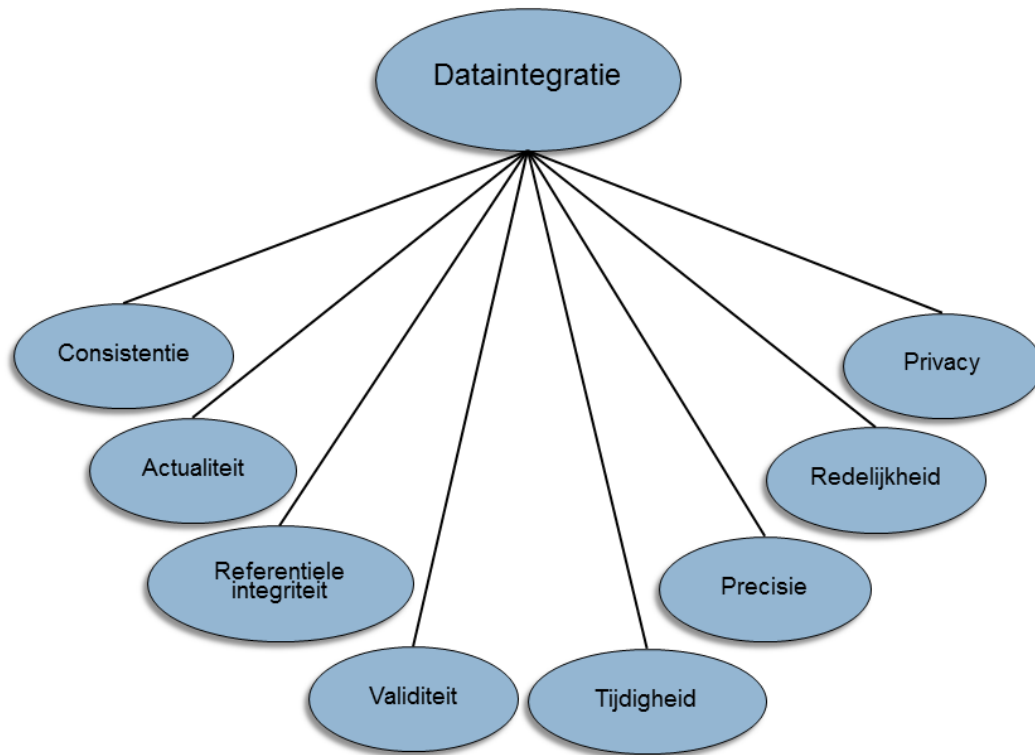 Dataintegratie
Consistentie
Privacy
Actualiteit
Redelijkheid
Referentiele
integriteit
Precisie
Validiteit
Tijdigheid